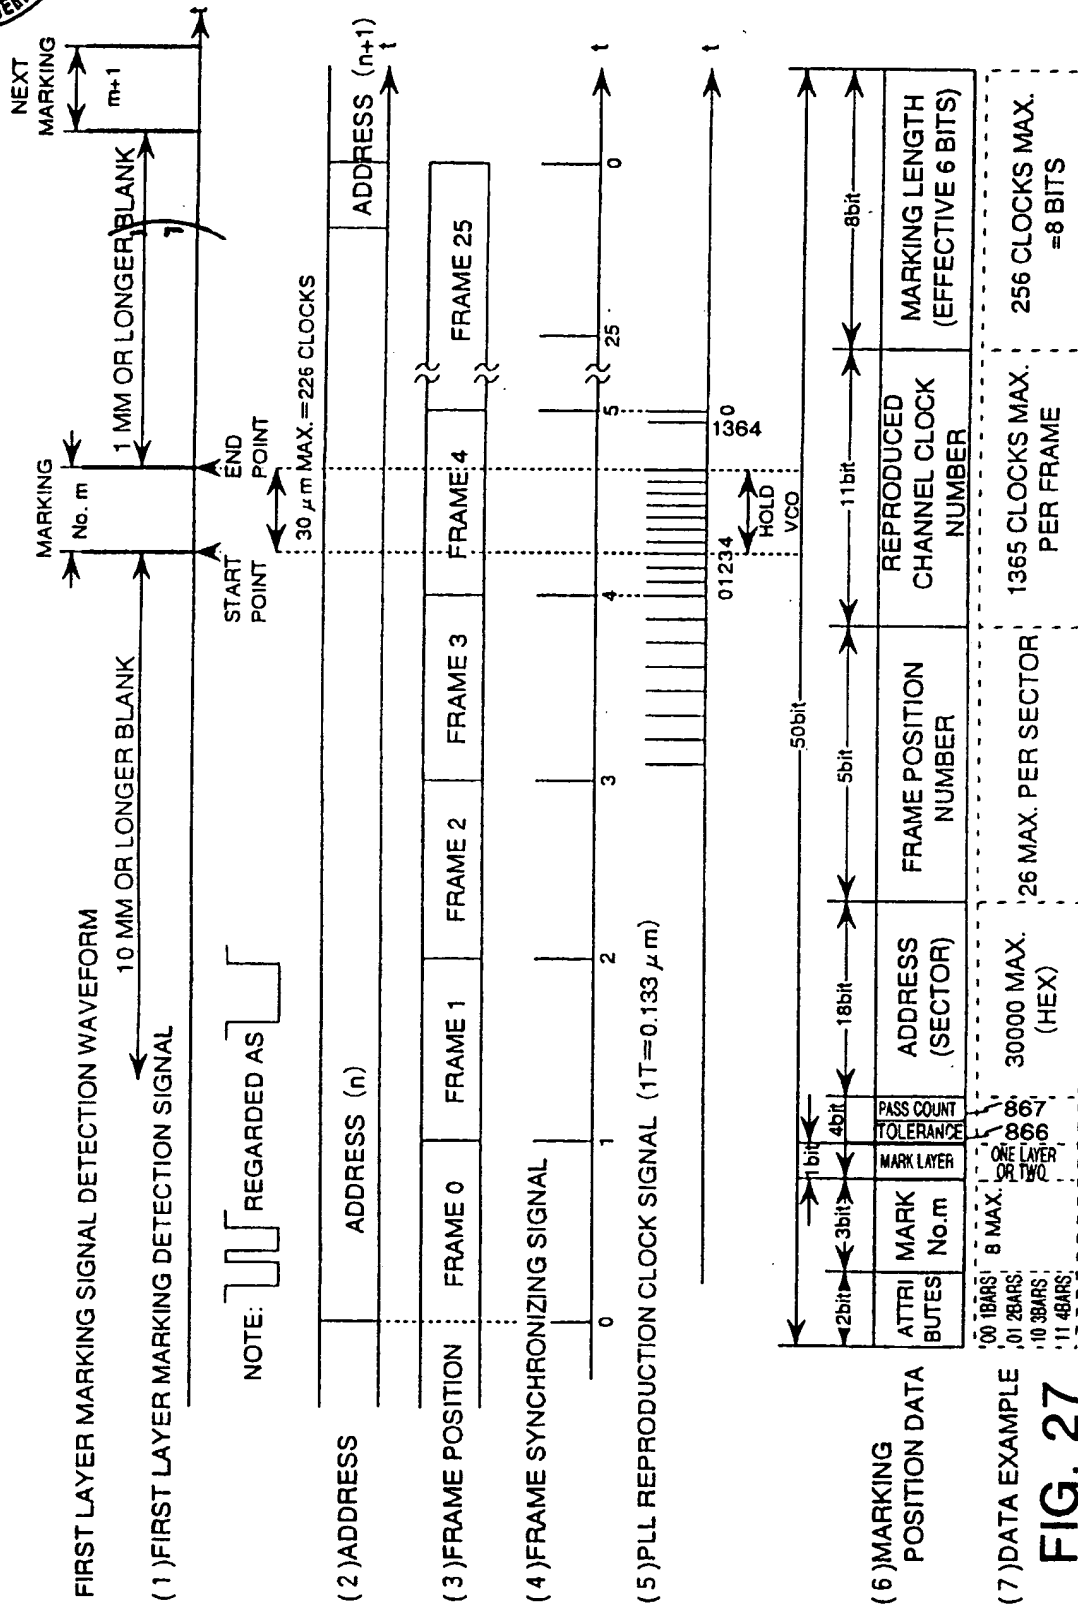 FIRST LAYER MARKING SIGNAL DETECTION WAVEFORM
NEXT
MARKING
m+1
MARKING
No. m
10 MM OR LONGER BLANK
1 MM OR LONGER BLANK
(1)FIRST LAYER MARKING DETECTION SIGNAL
t
START
POINT
END
POINT
NOTE:
REGARDED AS
30 μm MAX.=226 CLOCKS
(2)ADDRESS
ADDRESS (n)
ADDRESS (n+1)
t
(3)FRAME POSITION
FRAME 0
FRAME 1
FRAME 2
FRAME 3
FRAME 4
FRAME 25
(4)FRAME SYNCHRONIZING SIGNAL
0
1
2
3
4
5
25
0
t
(5)PLL REPRODUCTION CLOCK SIGNAL (1T=0.133 μm)
01234
1364
0
t
HOLD
VCO
50bit
1bit
2bit
3bit
4bit
18bit
5bit
11bit
8bit
(6)MARKING
POSITION DATA
ATTRI
BUTES
MARK
No.m
MARK LAYER
TOLERANCE
PASS COUNT
ADDRESS
(SECTOR)
FRAME POSITION
NUMBER
REPRODUCED
CHANNEL CLOCK
NUMBER
MARKING LENGTH
(EFFECTIVE 6 BITS)
(7)DATA EXAMPLE
00 1BARS
01 2BARS
10 3BARS
11 4BARS
8 MAX.
ONE LAYER
OR TWO
866
867
30000 MAX.
(HEX)
26 MAX. PER SECTOR
1365 CLOCKS MAX.
PER FRAME
256 CLOCKS MAX.
=8 BITS
FIG. 27